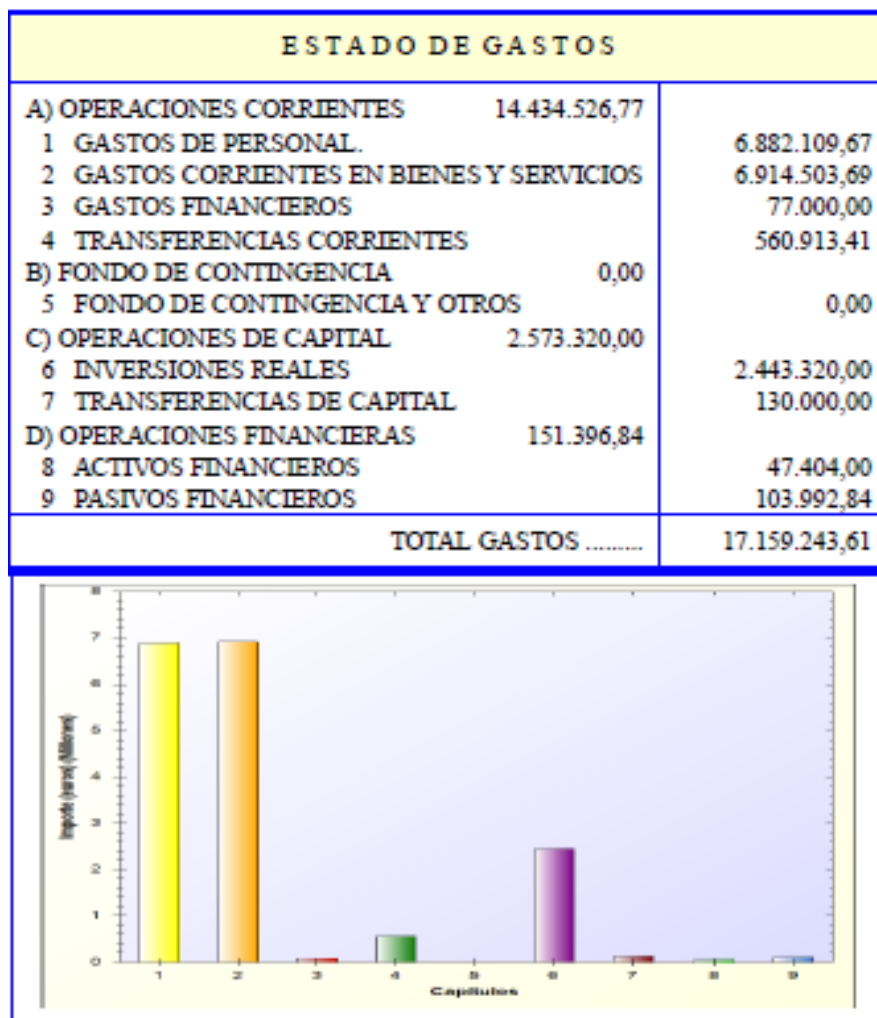 ESTADO DE GASTOS
A) OPERACIONES CORRIENTES 14.434.526,77
1 GASTOS DE PERSONAL. 6.882.109,67
2 GASTOS CORRIENTES EN BIENES Y SERVICIOS 6.914.503,69
3 GASTOS FINANCIEROS 77.000,00
4 TRANSFERENCIAS CORRIENTES 560.913,41
B) FONDO DE CONTINGENCIA 0,00
5 FONDO DE CONTINGENCIA Y OTROS 0,00
C) OPERACIONES DE CAPITAL 2.573.320,00
6 INVERSIONES REALES 2.443.320,00
7 TRANSFERENCIAS DE CAPITAL 130.000,00
D) OPERACIONES FINANCIERAS 151.396,84
8 ACTIVOS FINANCIEROS 47.404,00
9 PASIVOS FINANCIEROS 103.992,84
TOTAL GASTOS ......... 17.159.243,61
8
7
6
5
4
3
2
1
0
Importe (euros) (Millones)
1 2 3 4 5 6 7 8 9
Capítulos